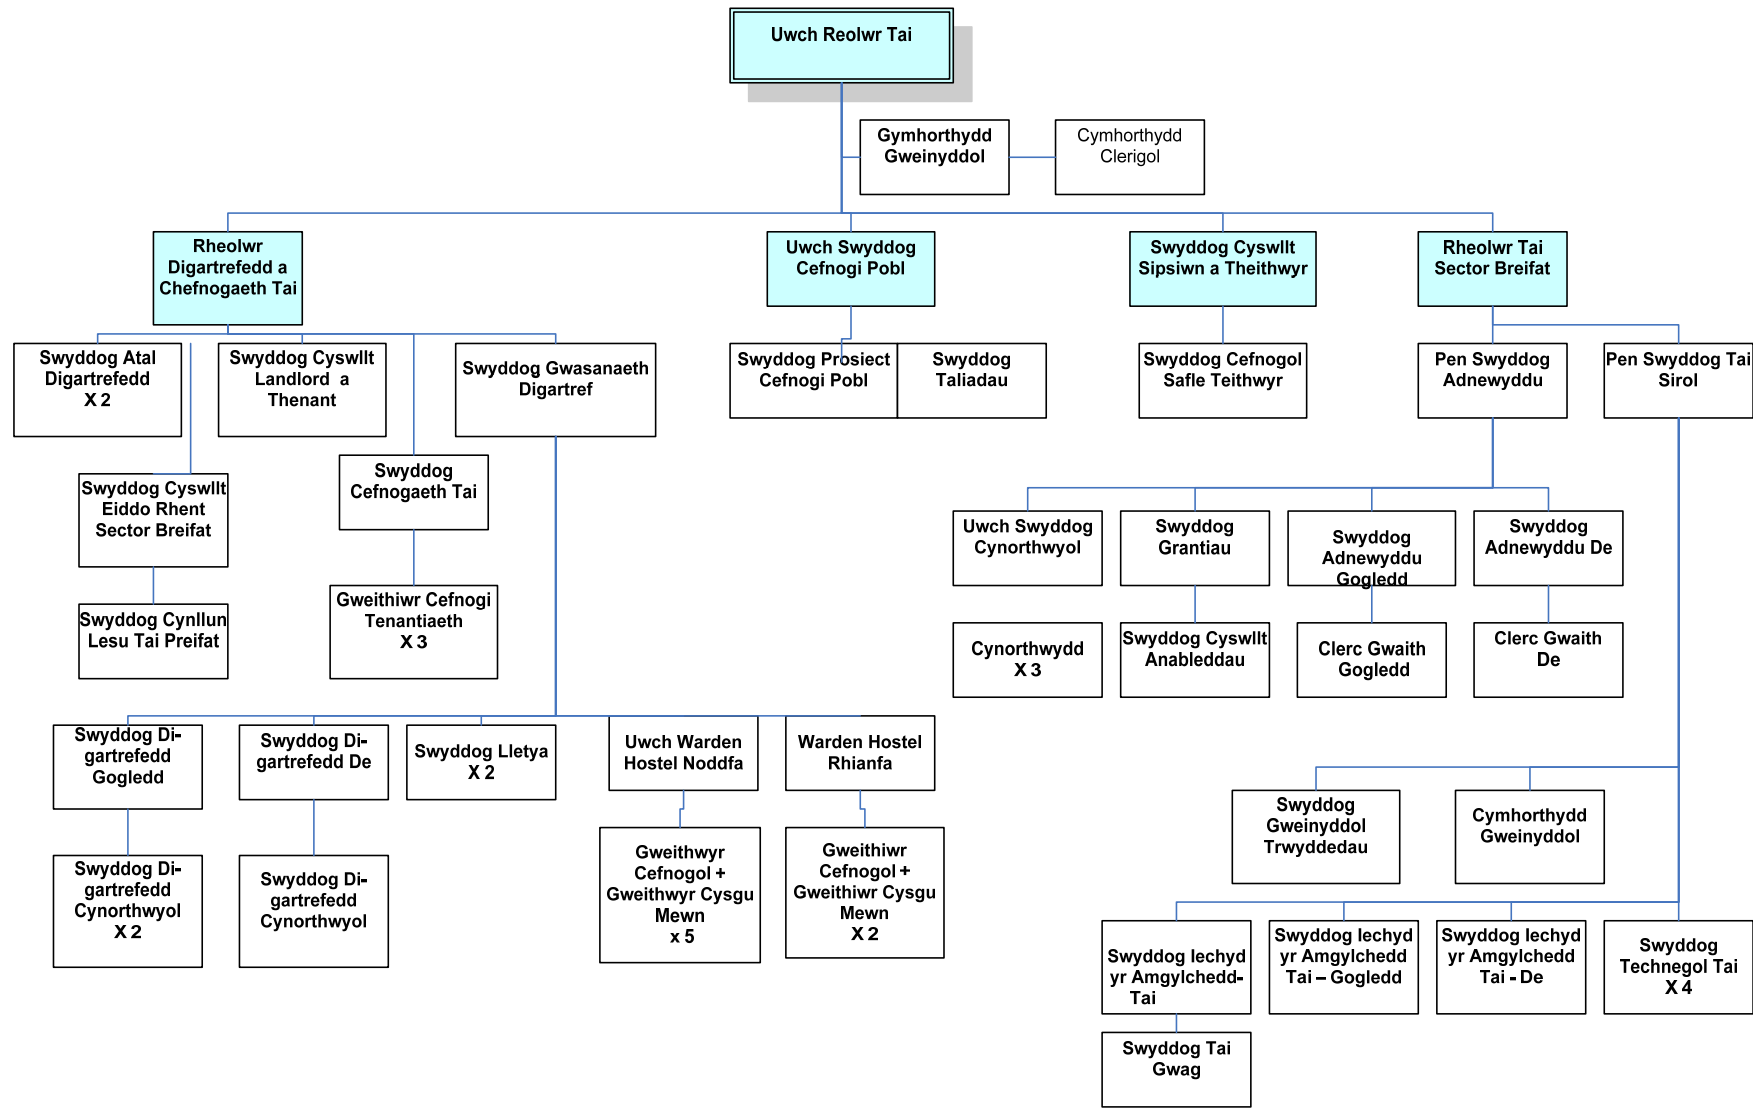 Uwch Reolwr Tai
Gymhorthydd
Gweinyddol
Cymhorthydd
Clerigol
Rheolwr
Digartrefedd a
Chefnogaeth Tai
Uwch Swyddog
Cefnogi Pobl
Swyddog Cyswllt
Sipsiwn a Theithwyr
Rheolwr Tai
Sector Breifat
Swyddog Atal
Digartrefedd
X 2
Swyddog Cyswllt
Landlord a
Thenant
Swyddog Gwasanaeth
Digartref
Swyddog Prosiect
Cefnogi Pobl
Swyddog
Taliadau
Swyddog Cefnogol
Safle Teithwyr
Pen Swyddog
Adnewyddu
Pen Swyddog Tai
Sirol
Swyddog Cyswllt
Eiddo Rhent
Sector Breifat
Swyddog
Cefnogaeth Tai
Uwch Swyddog
Cynorthwyol
Swyddog
Grantiau
Swyddog
Adnewyddu
Gogledd
Swyddog
Adnewyddu De
Swyddog Cynllun
Lesu Tai Preifat
Gweithiwr Cefnogi
Tenantiaeth
X 3
Cynorthwydd
X 3
Swyddog Cyswllt
Anableddau
Clerc Gwaith
Gogledd
Clerc Gwaith
De
Swyddog Di-
gartrefedd
Gogledd
Swyddog Di-
gartrefedd De
Swyddog Lletya
X 2
Uwch Warden
Hostel Noddfa
Warden Hostel
Rhianfa
Swyddog
Gweinyddol
Trwyddedau
Cymhorthydd
Gweinyddol
Swyddog Di-
gartrefedd
Cynorthwyol
X 2
Swyddog Di-
gartrefedd
Cynorthwyol
Gweithwyr
Cefnogol +
Gweithwyr Cysgu
Mewn
x 5
Gweithiwr
Cefnogol +
Gweithiwr Cysgu
Mewn
X 2
Swyddog Iechyd
yr Amgylchedd-
Tai
Swyddog Iechyd
yr Amgylchedd
Tai – Gogledd
Swyddog Iechyd
yr Amgylchedd
Tai - De
Swyddog
Technegol Tai
X 4
Swyddog Tai
Gwag